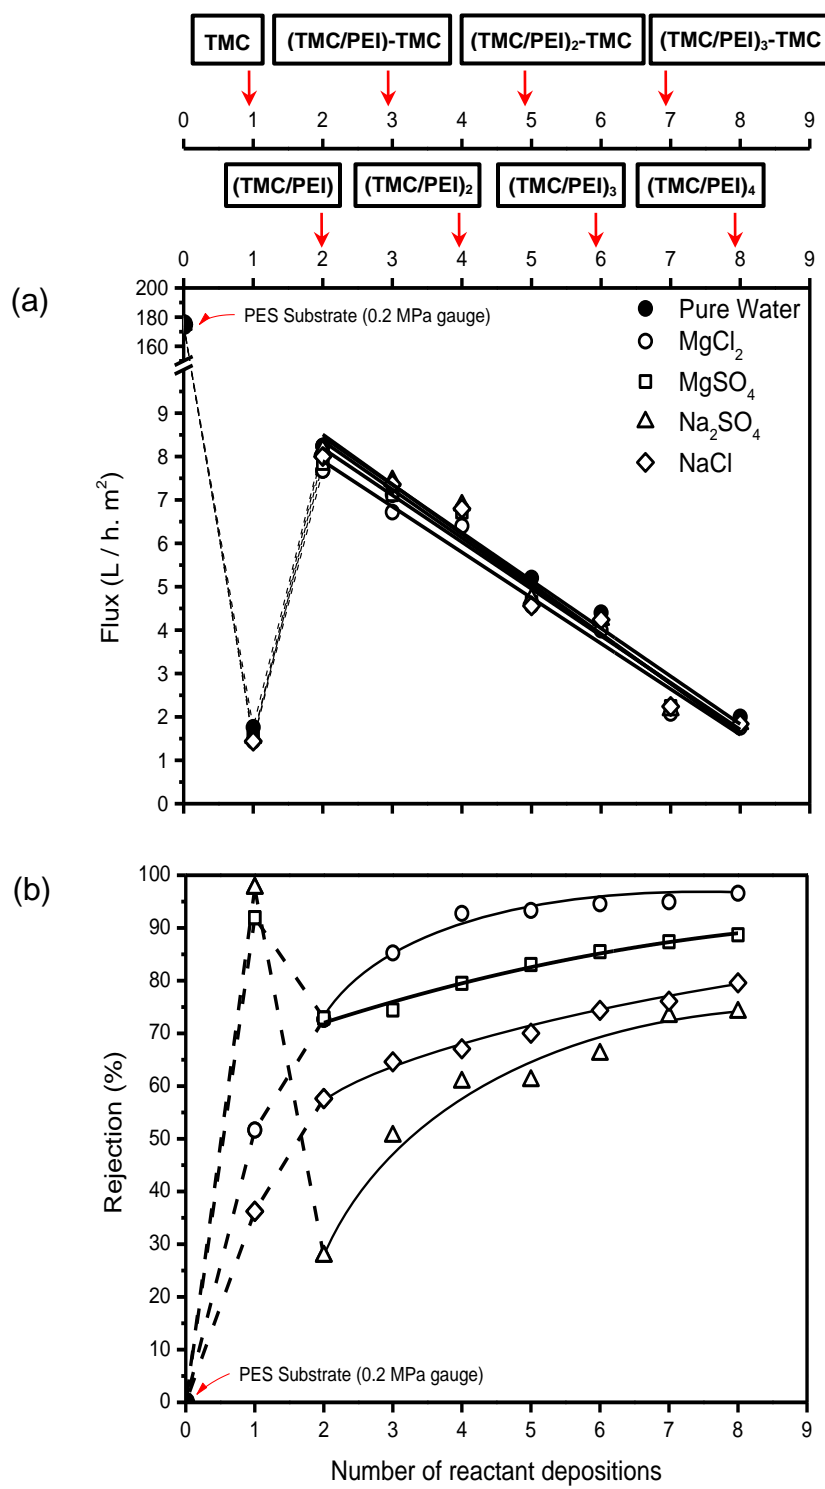 TMC (TMC/PEI)-TMC (TMC/PEI)2-TMC (TMC/PEI)3-TMC
0 1 2 3 4 5 6 7 8 9
(TMC/PEI) (TMC/PEI)2 (TMC/PEI)3 (TMC/PEI)4
0 1 2 3 4 5 6 7 8 9
(a)
200
180
160
9
8
7
6
5
4
3
2
1
0
Flux (L / h. m²)
PES Substrate (0.2 MPa gauge)
Pure Water
MgCl2
MgSO4
Na2SO4
NaCl
(b)
100
90
80
70
60
50
40
30
20
10
0
Rejection (%)
PES Substrate (0.2 MPa gauge)
0 1 2 3 4 5 6 7 8 9
Number of reactant depositions